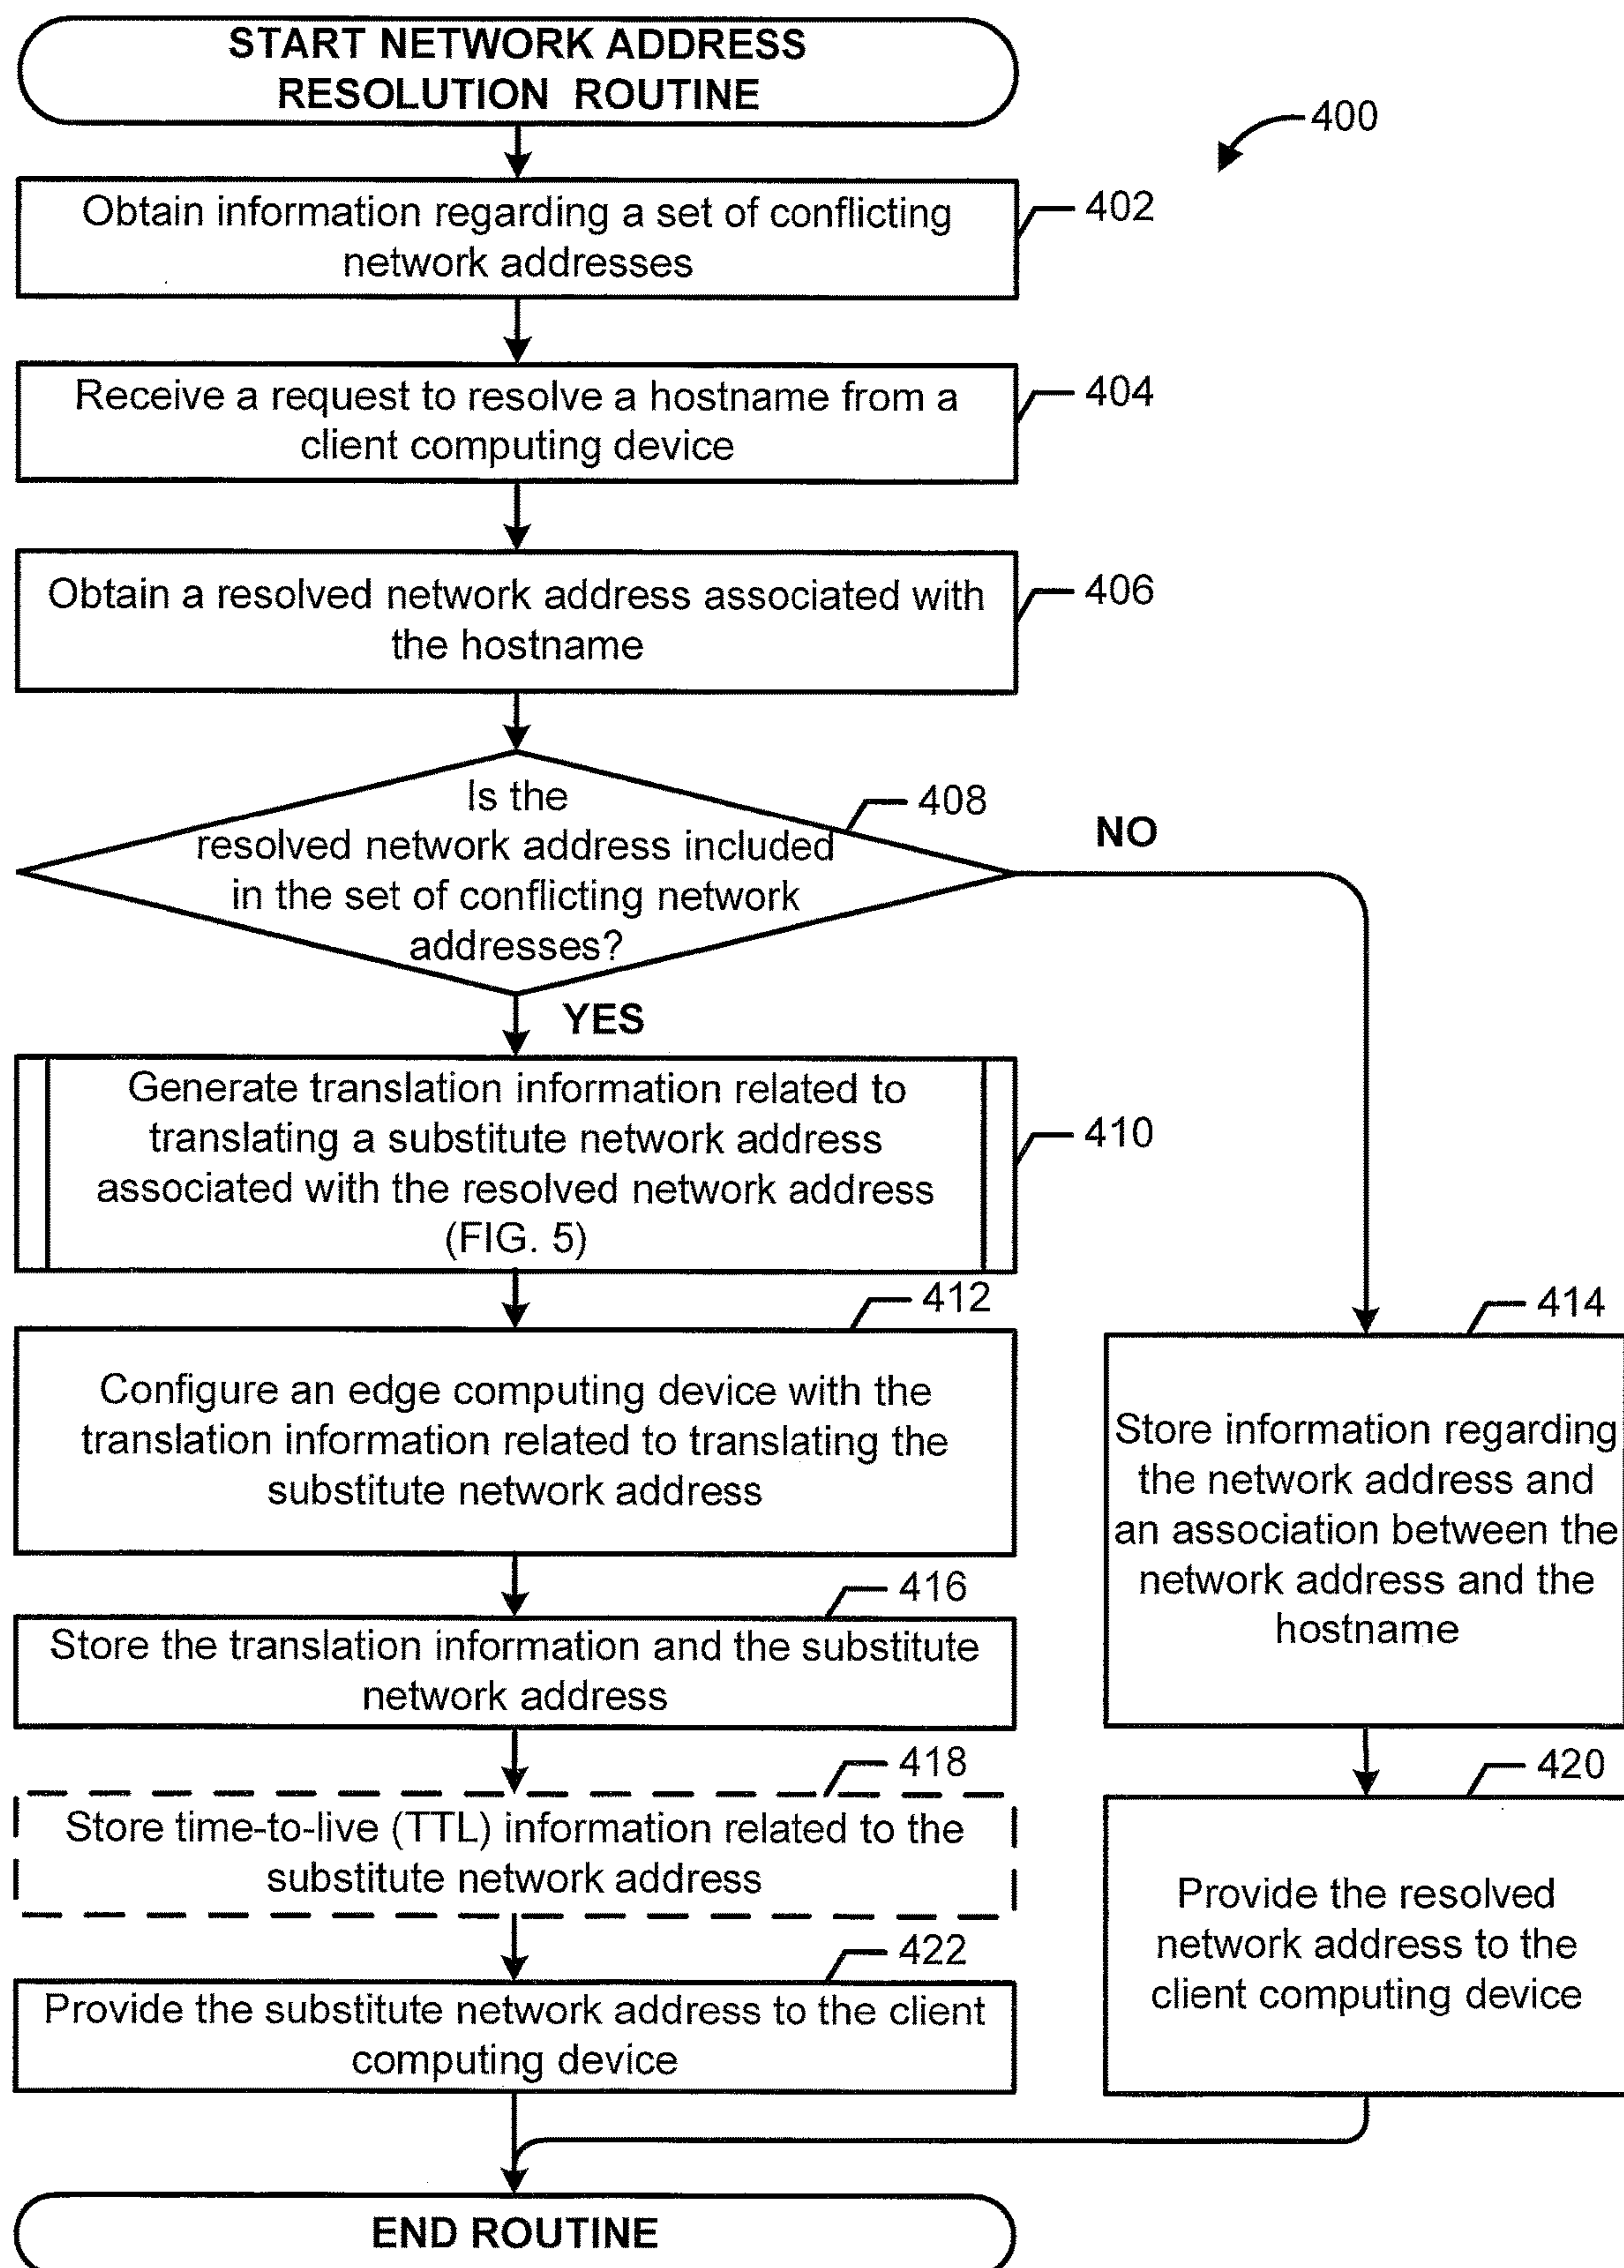 START NETWORK ADDRESS
RESOLUTION ROUTINE
400
Obtain information regarding a set of conflicting
network addresses
402
Receive a request to resolve a hostname from a
client computing device
404
Obtain a resolved network address associated with
the hostname
406
Is the
resolved network address included
in the set of conflicting network
addresses?
408
NO
YES
Generate translation information related to
translating a substitute network address
associated with the resolved network address
(FIG. 5)
410
412
Configure an edge computing device with the
translation information related to translating the
substitute network address
414
Store information regarding
the network address and
an association between the
network address and the
hostname
416
Store the translation information and the substitute
network address
418
Store time-to-live (TTL) information related to the
substitute network address
420
Provide the resolved
network address to the
client computing device
422
Provide the substitute network address to the client
computing device
END ROUTINE